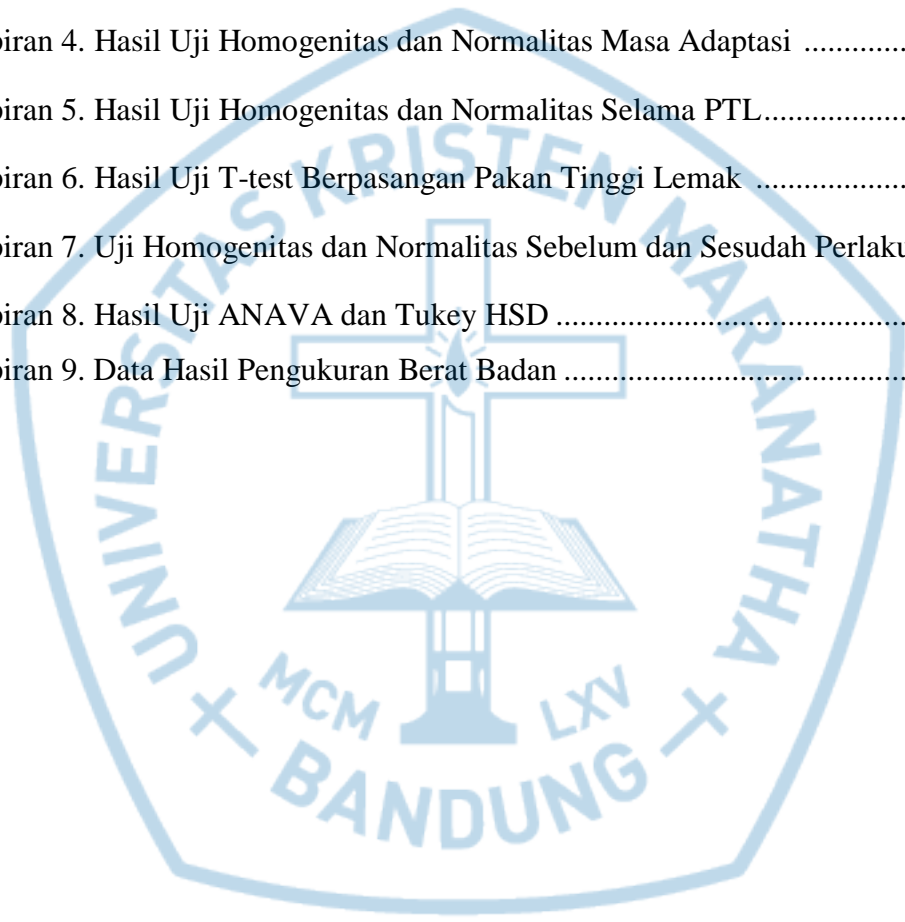 piran 4. Hasil Uji Homogenitas dan Normalitas Masa Adaptasi .............
piran 5. Hasil Uji Homogenitas dan Normalitas Selama PTL...................
piran 6. Hasil Uji T-test Berpasangan Pakan Tinggi Lemak ...................
piran 7. Uji Homogenitas dan Normalitas Sebelum dan Sesudah Perlaku
piran 8. Hasil Uji ANAVA dan Tukey HSD ............................................
piran 9. Data Hasil Pengukuran Berat Badan ...........................................
UNIVERSITAS KRISTEN MARANATHA
MCM LXV
BANDUNG